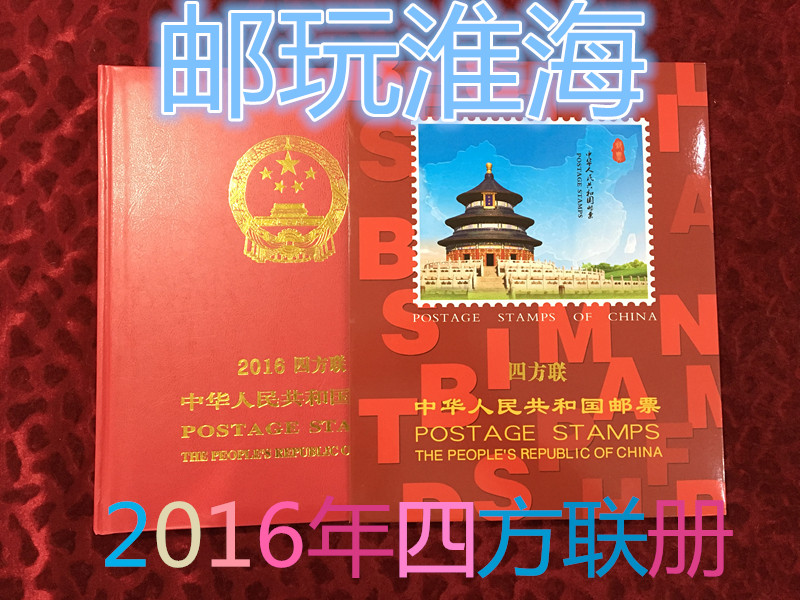 邮玩淮海
中华人民共和国邮票
POSTAGE STAMPS
POSTAGE STAMPS OF CHINA
2016 四方联
中华人民共和国
POSTAGE STA
THE PEOPLE'S REPUBLIC O
四方联
中华人民共和国邮票
POSTAGE STAMPS
THE PEOPLE'S REPUBLIC OF CHINA
2016年四方联册